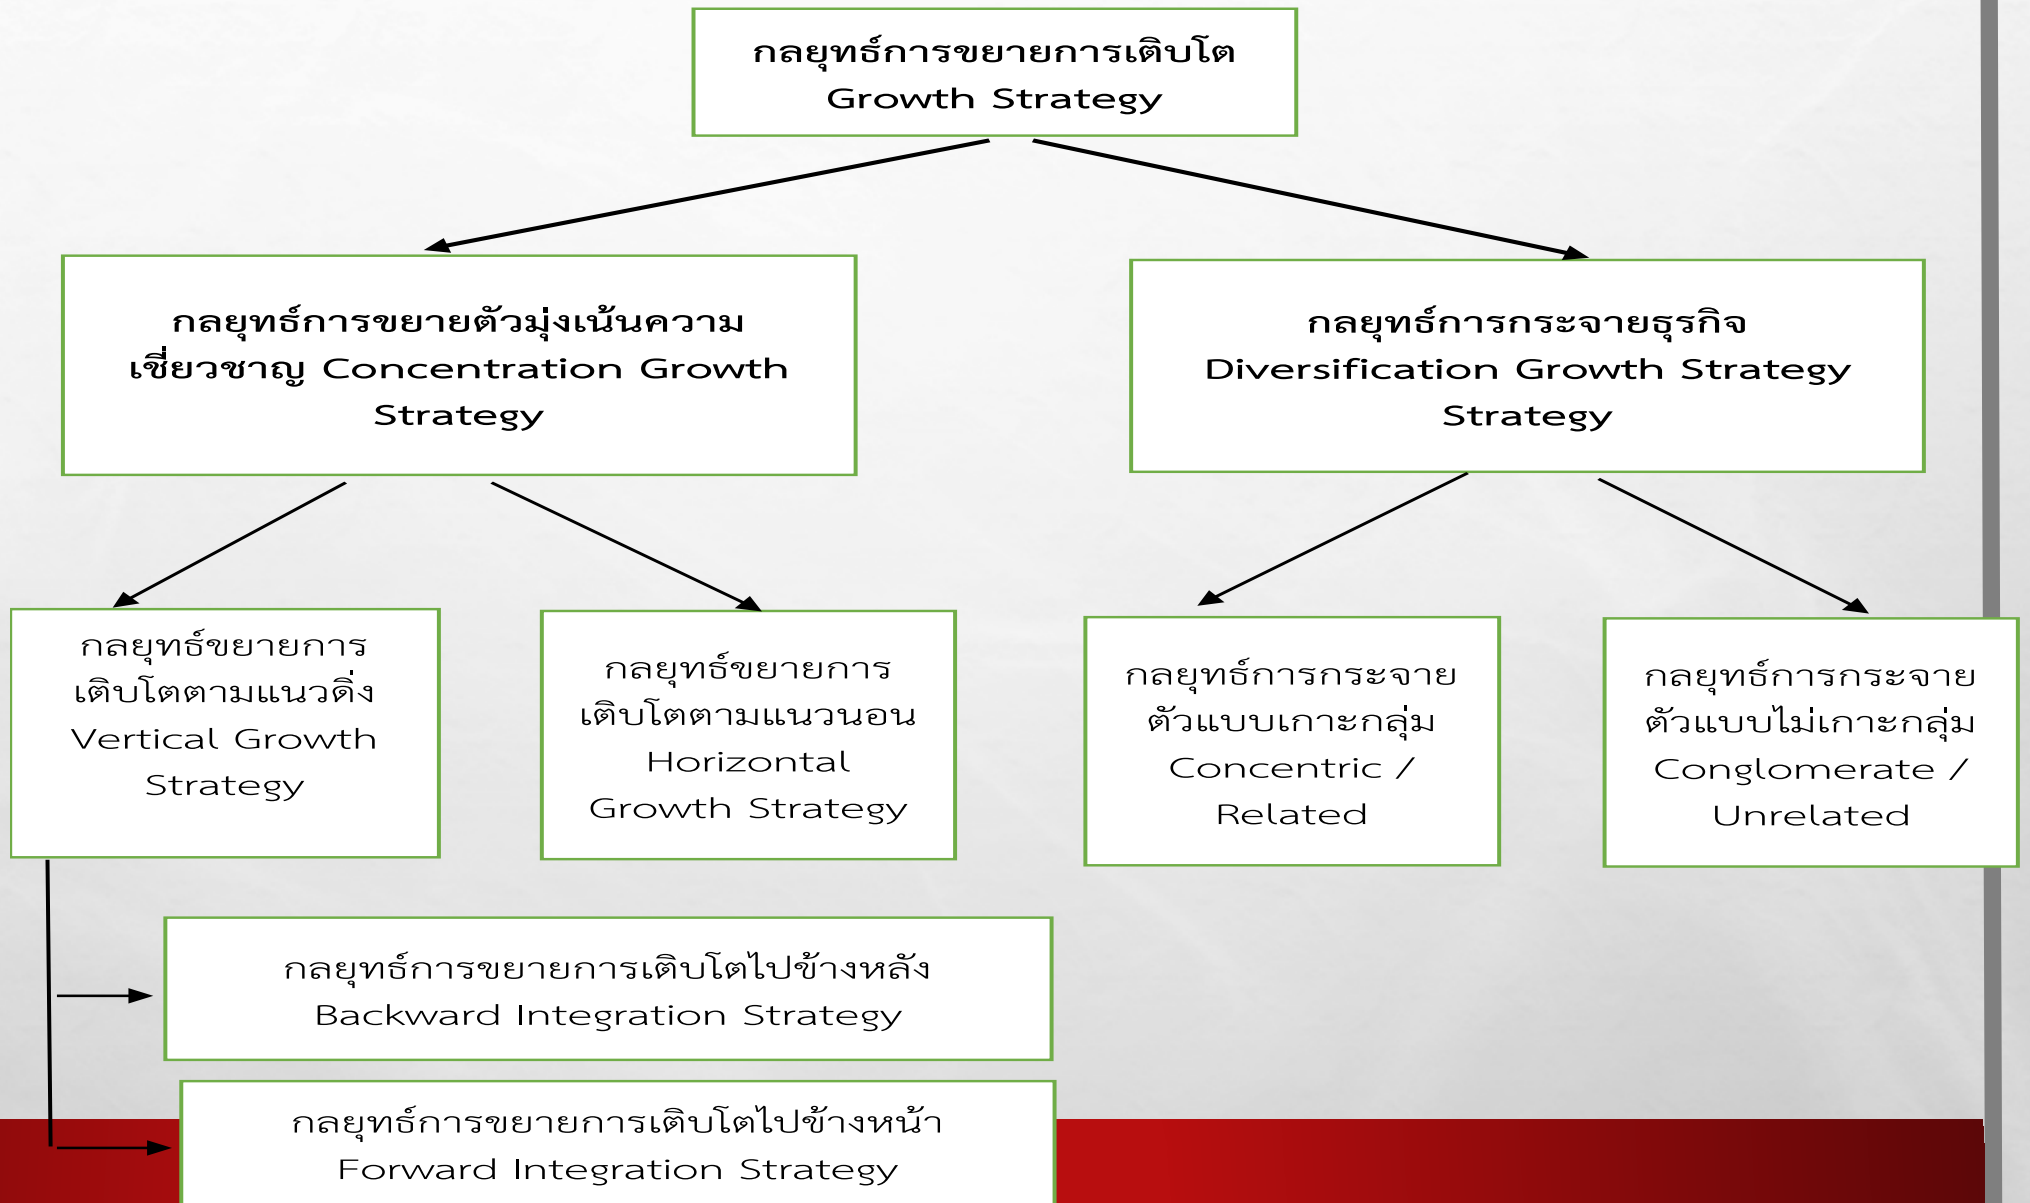 กลยุทธ์การขยายการเติบโต
Growth Strategy
กลยุทธ์การขยายตัวมุ่งเน้นความ
เชี่ยวชาญ Concentration Growth
Strategy
กลยุทธ์การกระจายธุรกิจ
Diversification Growth Strategy
Strategy
กลยุทธ์ขยายการ
เติบโตตามแนวดิ่ง
Vertical Growth
Strategy
กลยุทธ์ขยายการ
เติบโตตามแนวนอน
Horizontal
Growth Strategy
กลยุทธ์การกระจาย
ตัวแบบเกาะกลุ่ม
Concentric /
Related
กลยุทธ์การกระจาย
ตัวแบบไม่เกาะกลุ่ม
Conglomerate /
Unrelated
กลยุทธ์การขยายการเติบโตไปข้างหลัง
Backward Integration Strategy
กลยุทธ์การขยายการเติบโตไปข้างหน้า
Forward Integration Strategy